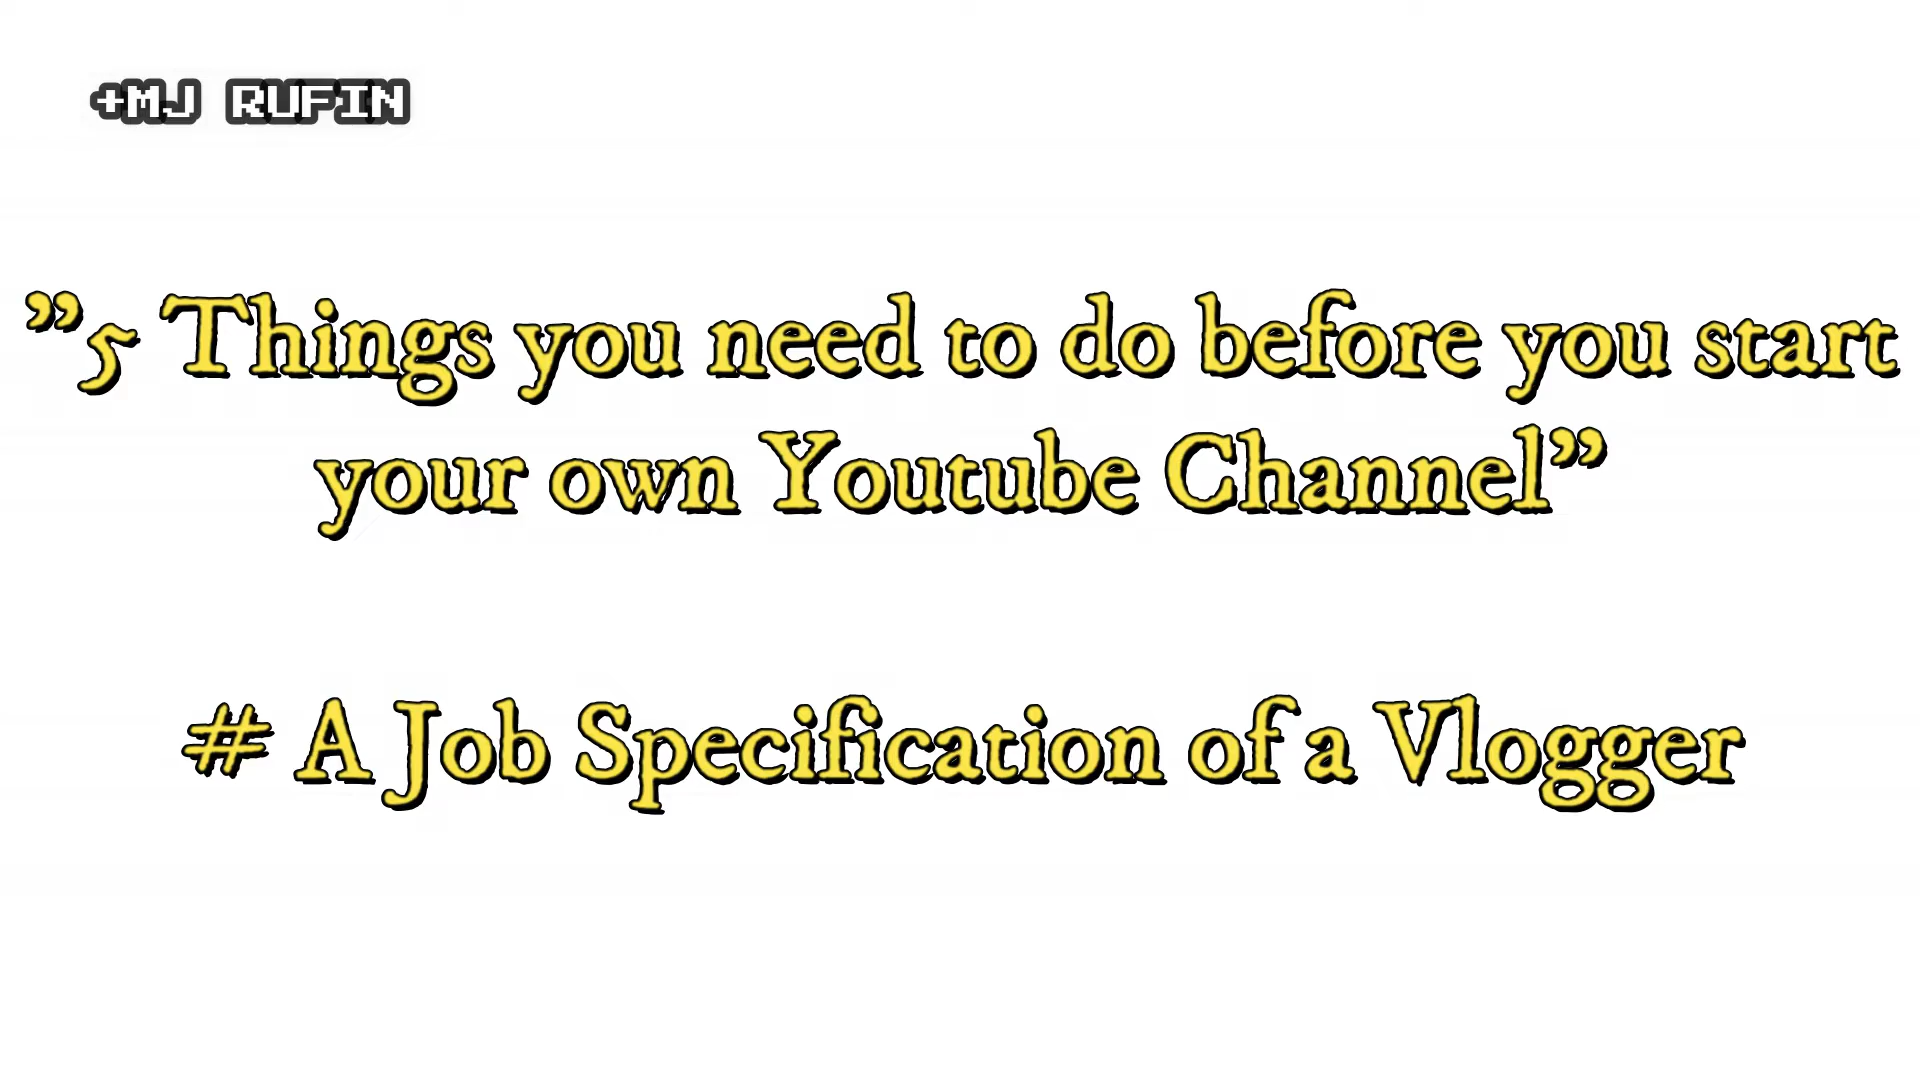 +MJ RUFIN
”5 Things you need to do before you start
your own Youtube Channel”
# A Job Specification of a Vlogger